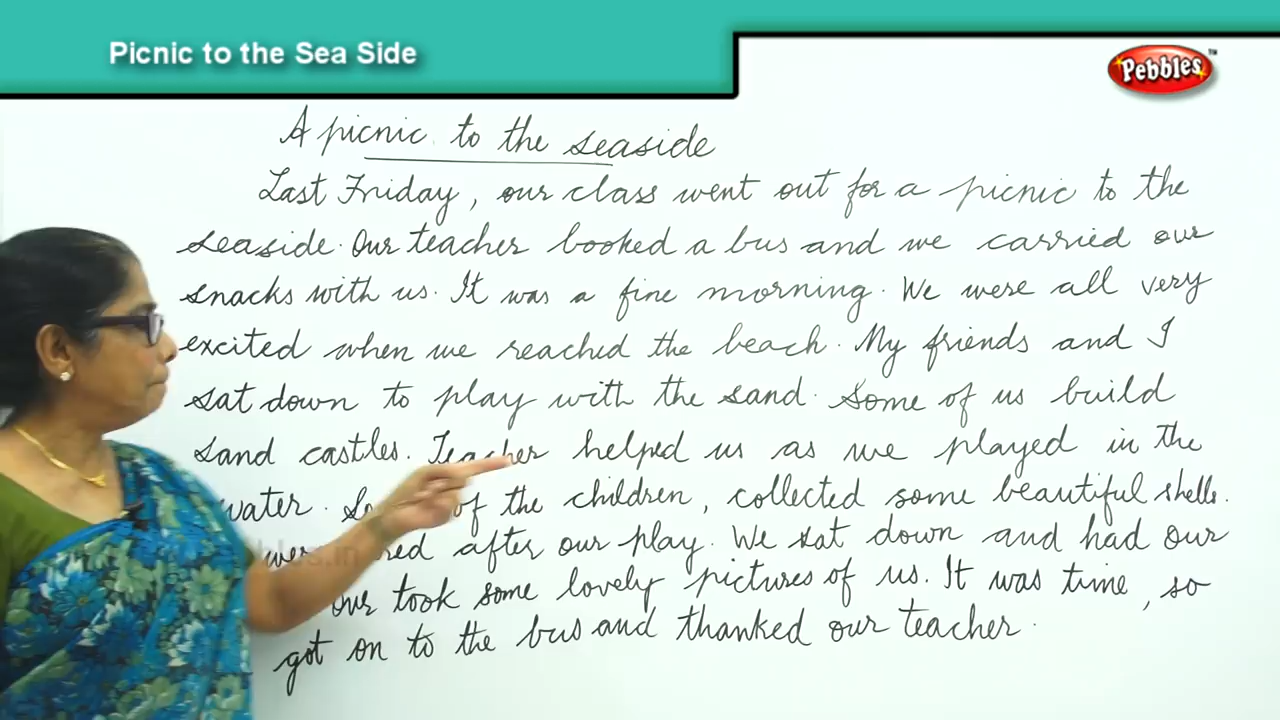 Picnic to the Sea Side
Pebbles™
A picnic to the seaside
Last Friday, our class went out for a picnic to the
seaside. Our teacher booked a bus and we carried our
snacks with us. It was a fine morning. We were all very
excited when we reached the beach. My friends and I
sat down to play with the sand. Some of us build
sand castles. Teacher helped us as we played in the
water. of the children, collected some beautiful shells.
after our play. We sat down and had our
our took some lovely pictures of us. It was time, so
got on to the bus and thanked our teacher.